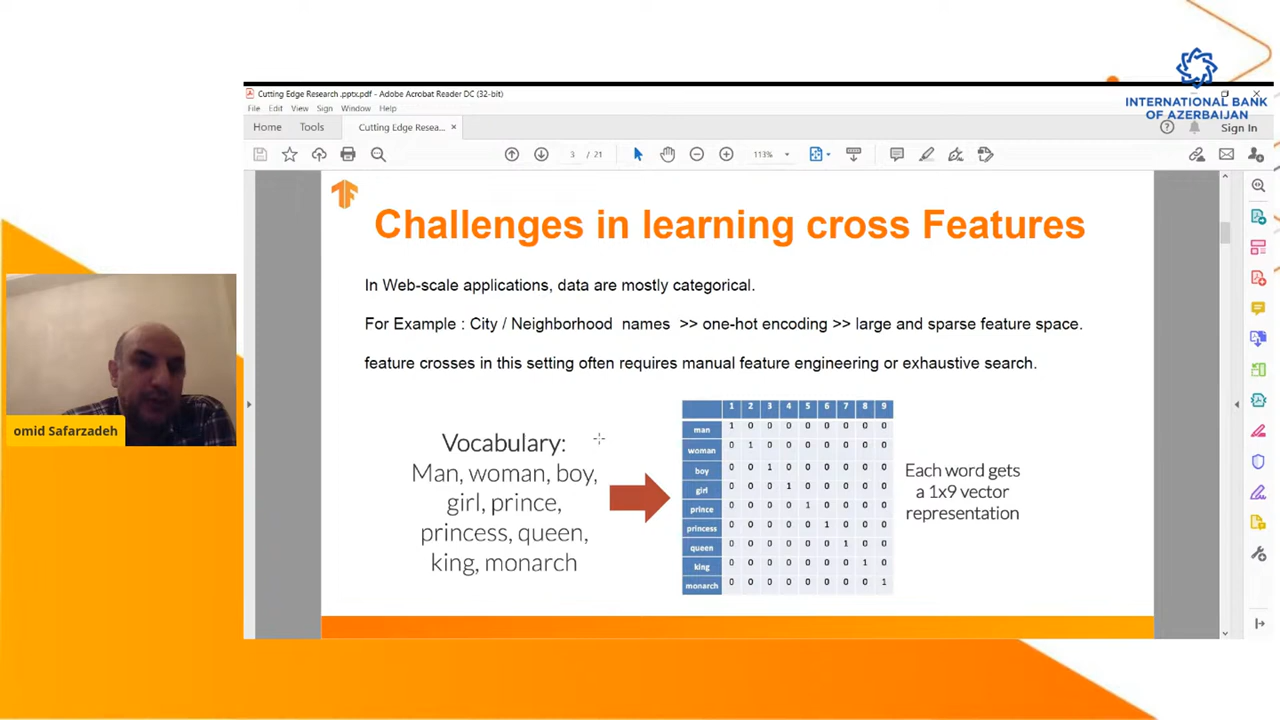 INTERNATIONAL BANK
OF AZERBAIJAN
Cutting Edge Research .pptx.pdf - Adobe Acrobat Reader DC (32-bit)
File Edit View Sign Window Help
Home Tools Cutting Edge Resea... × Sign In
3 / 21 113%
Challenges in learning cross Features
In Web-scale applications, data are mostly categorical.
For Example : City / Neighborhood names >> one-hot encoding >> large and sparse feature space.
feature crosses in this setting often requires manual feature engineering or exhaustive search.
omid Safarzadeh
Vocabulary:
Man, woman, boy,
girl, prince,
princess, queen,
king, monarch
1 2 3 4 5 6 7 8 9
man 1 0 0 0 0 0 0 0 0
woman 0 1 0 0 0 0 0 0 0
boy 0 0 1 0 0 0 0 0 0
girl 0 0 0 1 0 0 0 0 0
prince 0 0 0 0 1 0 0 0 0
princess 0 0 0 0 0 1 0 0 0
queen 0 0 0 0 0 0 1 0 0
king 0 0 0 0 0 0 0 1 0
monarch 0 0 0 0 0 0 0 0 1
Each word gets
a 1x9 vector
representation